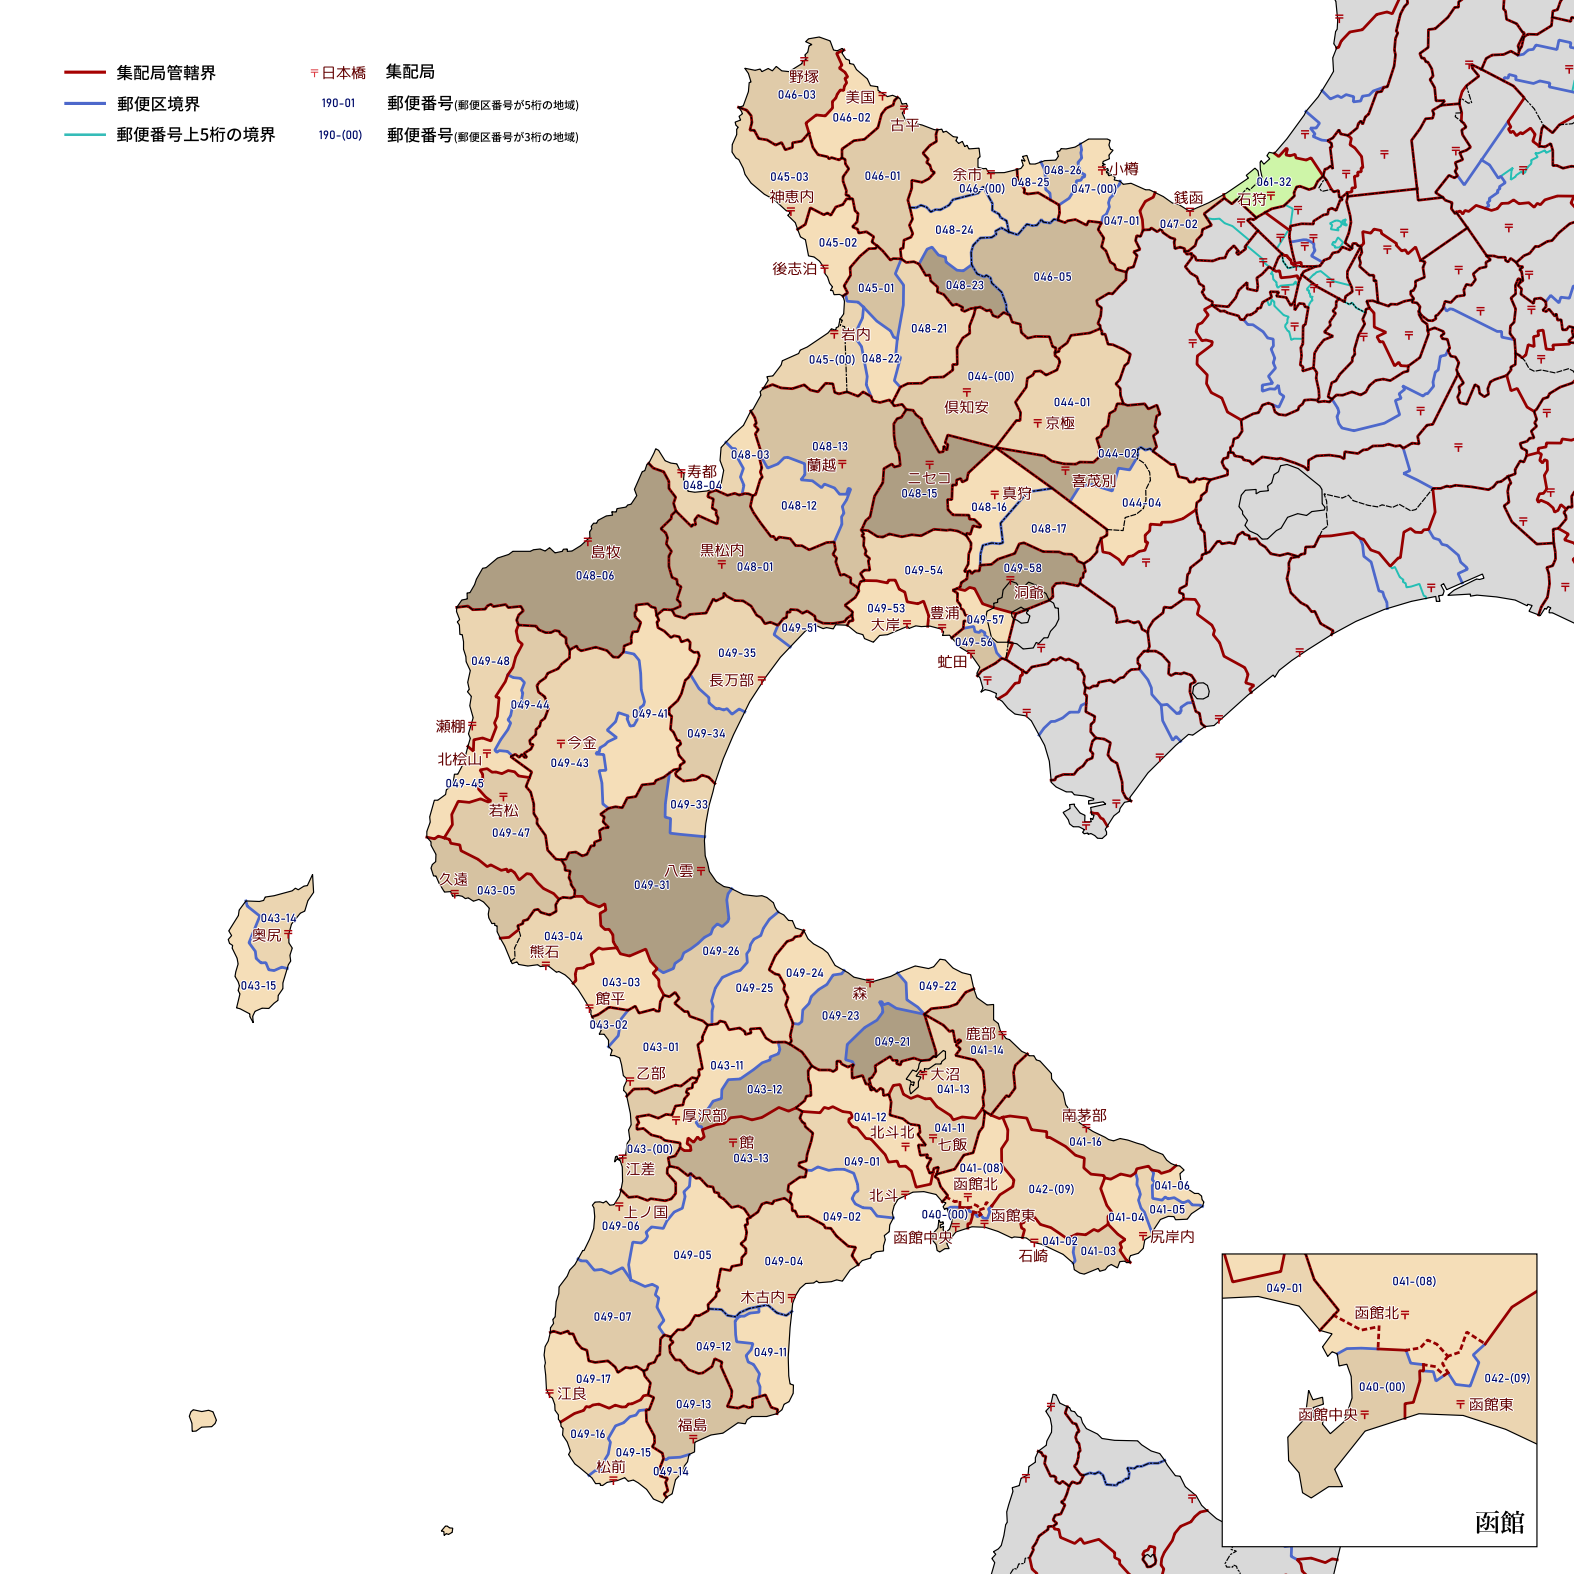 集配局管轄界
〒日本橋 集配局
郵便区境界
190-01 郵便番号(郵便区番号が5桁の地域)
郵便番号上5桁の境界
190-(00) 郵便番号(郵便区番号が3桁の地域)
野塚
046-03
美国
046-02
古平
045-03
046-01
神恵内
余市
046-(00)
048-25
048-26
047-(00)
小樽
銭函
047-01
047-02
061-32
石狩
045-02
048-24
後志泊
045-01
048-23
046-05
岩内
048-21
045-(00)
048-22
044-(00)
倶知安
044-01
京極
048-03
048-13
蘭越
044-02
喜茂別
寿都
048-04
ニセコ
048-15
真狩
048-16
044-04
048-12
048-17
島牧
048-06
黒松内
048-01
049-54
049-58
洞爺
049-53
大岸
豊浦
049-57
049-51
049-56
虻田
049-48
049-35
長万部
049-44
049-41
瀬棚
049-34
今金
049-43
北桧山
049-45
049-33
若松
049-47
八雲
049-31
久遠
043-05
043-14
奥尻
043-15
043-04
熊石
049-26
049-24
049-25
043-03
館平
森
049-22
049-23
043-02
043-01
049-21
鹿部
041-14
043-11
乙部
大沼
041-13
043-12
厚沢部
041-12
南茅部
041-16
北斗北
041-11
七飯
043-(00)
江差
館
043-13
049-01
041-(08)
函館北
041-06
042-(09)
041-05
北斗
上ノ国
049-06
049-02
040-(00)
函館東
041-04
函館中央
尻岸内
石崎
041-02
041-03
049-05
049-04
木古内
049-07
049-12
049-11
049-17
江良
049-13
福島
049-16
049-15
松前
049-14
041-(08)
049-01
函館北
040-(00)
042-(09)
函館中央
函館東
函館